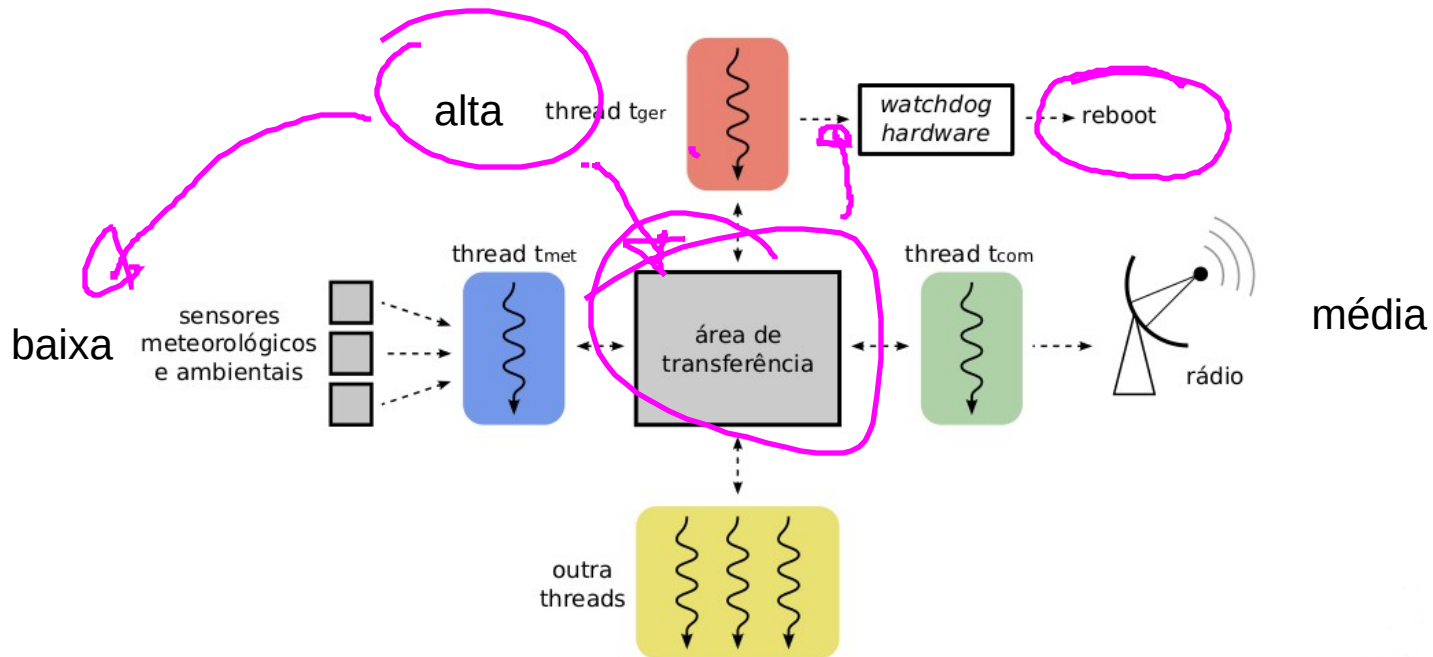 alta
thread tger
watchdog
hardware
reboot
thread tmet
thread tcom
baixa
sensores
meteorológicos
e ambientais
área de
transferência
média
rádio
outra
threads